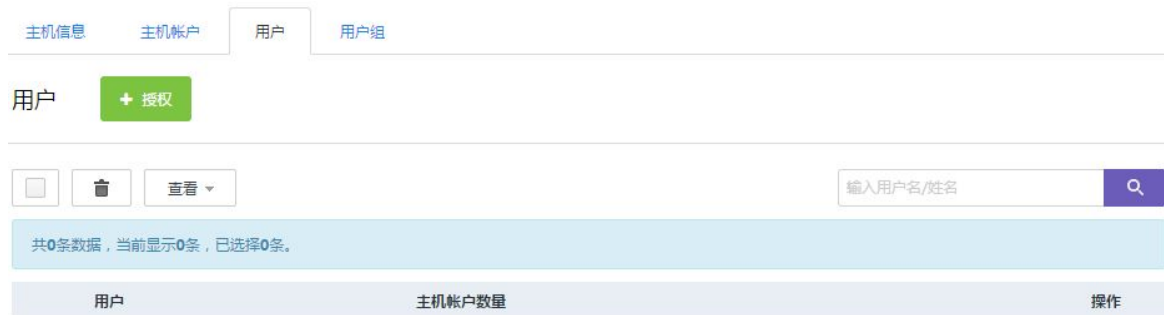 主机信息 主机帐户 用户 用户组
用户 + 授权
查看 输入用户名/姓名
共0条数据，当前显示0条，已选择0条。
用户 主机帐户数量 操作